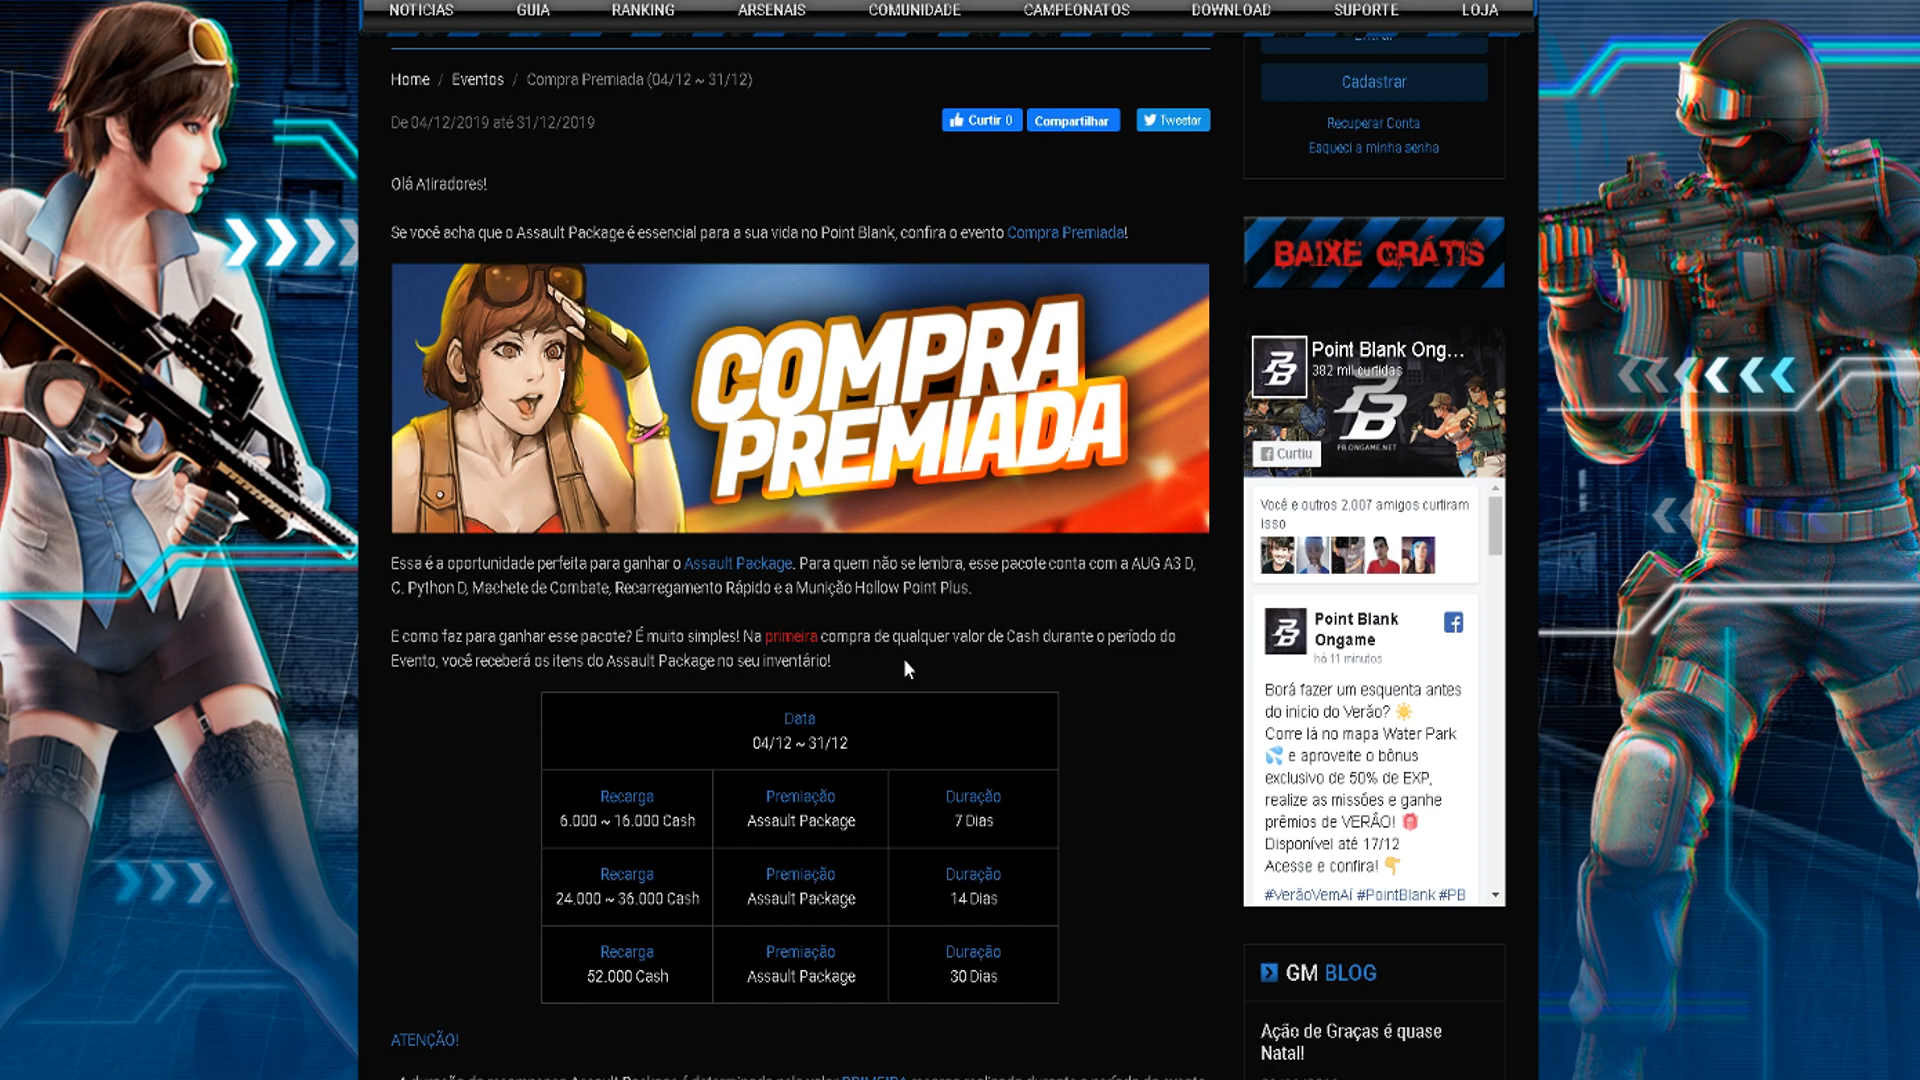 NOTICIAS GUIA RANKING ARSENAIS COMUNIDADE CAMPEONATOS DOWNLOAD SUPORTE LOJA
Home / Eventos / Compra Premiada (04/12 ~ 31/12)
De 04/12/2019 até 31/12/2019
Curtir 0 Compartilhar Tweetar
Olá Atiradores!
Se você acha que o Assault Package é essencial para a sua vida no Point Blank, confira o evento Compra Premiada!
COMPRA
PREMIADA
Essa é a oportunidade perfeita para ganhar o Assault Package. Para quem não se lembra, esse pacote conta com a AUG A3 D,
C. Python D, Machete de Combate, Recarregamento Rápido e a Munição Hollow Point Plus.
E como faz para ganhar esse pacote? É muito simples! Na primeira compra de qualquer valor de Cash durante o período do
Evento, você receberá os itens do Assault Package no seu inventário!
Data
04/12 ~ 31/12
Recarga Premiação Duração
6.000 ~ 16.000 Cash Assault Package 7 Dias
Recarga Premiação Duração
24.000 ~ 36.000 Cash Assault Package 14 Dias
Recarga Premiação Duração
52.000 Cash Assault Package 30 Dias
ATENÇÃO!
Entrar
Cadastrar
Recuperar Conta
Esqueci a minha senha
BAIXE GRÁTIS
Point Blank Ong...
382 mil curtidas
PB.ONGAME.NET
Curtiu
Você e outros 2.007 amigos curtiram
isso
Point Blank
Ongame
há 11 minutos
Borá fazer um esquenta antes
do inicio do Verão? ☀
Corre lá no mapa Water Park
💦 e aproveite o bônus
exclusivo de 50% de EXP,
realize as missões e ganhe
prêmios de VERÃO! 🎁
Disponível até 17/12
Acesse e confira! 👇
#VerãoVemAí #PointBlank #PB
GM BLOG
Ação de Graças é quase
Natal!